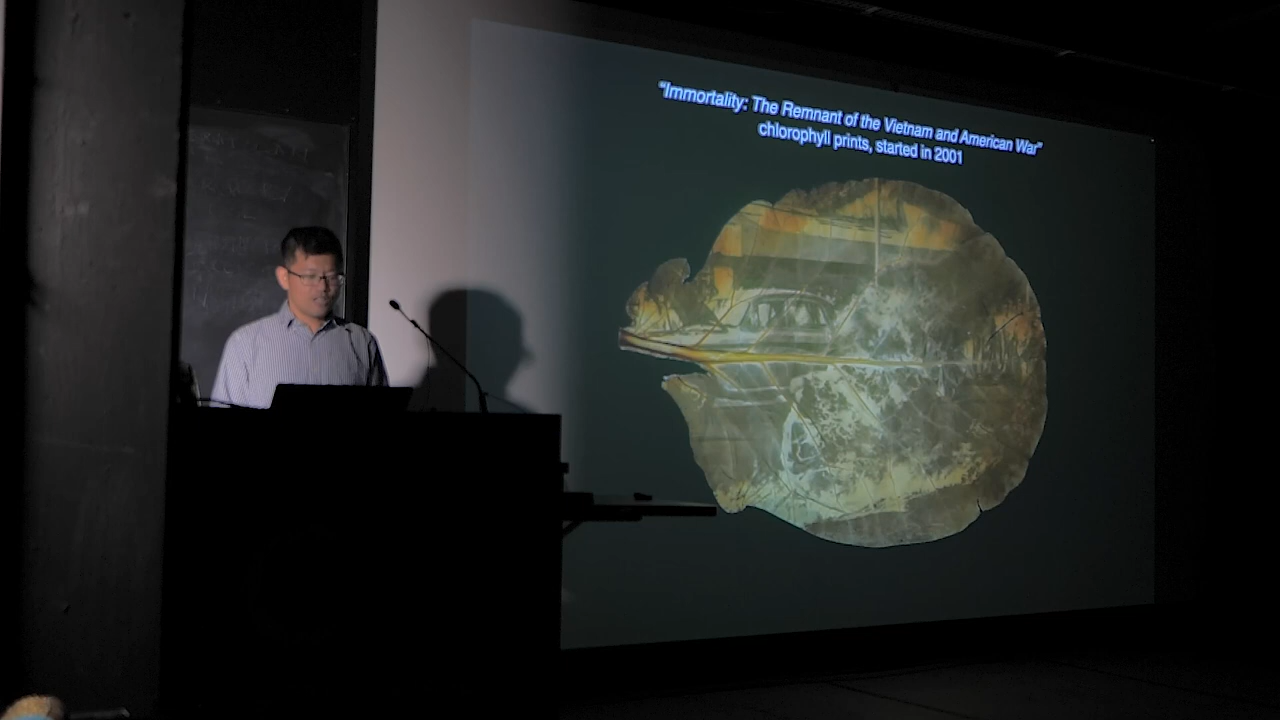 "Immortality: The Remnant of the Vietnam and American War"
chlorophyll prints, started in 2001